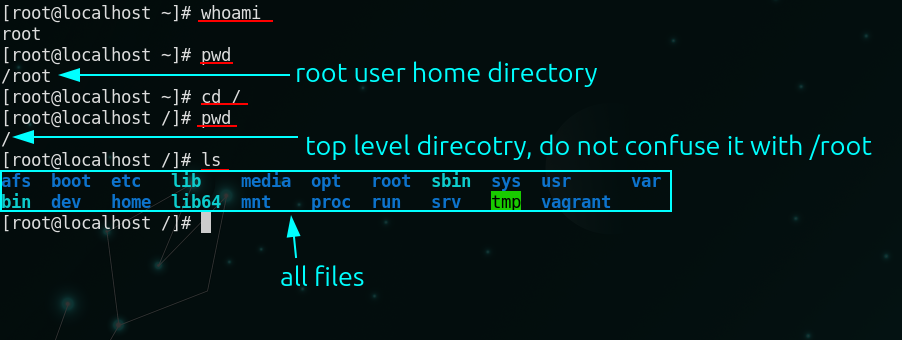 [root@localhost ~]# whoami
root
[root@localhost ~]# pwd
/root
root user home directory
[root@localhost ~]# cd /
[root@localhost /]# pwd
/
top level direcotry, do not confuse it with /root
[root@localhost /]# ls
afs boot etc lib media opt root sbin sys usr var
bin dev home lib64 mnt proc run srv tmp vagrant
[root@localhost /]#
all files